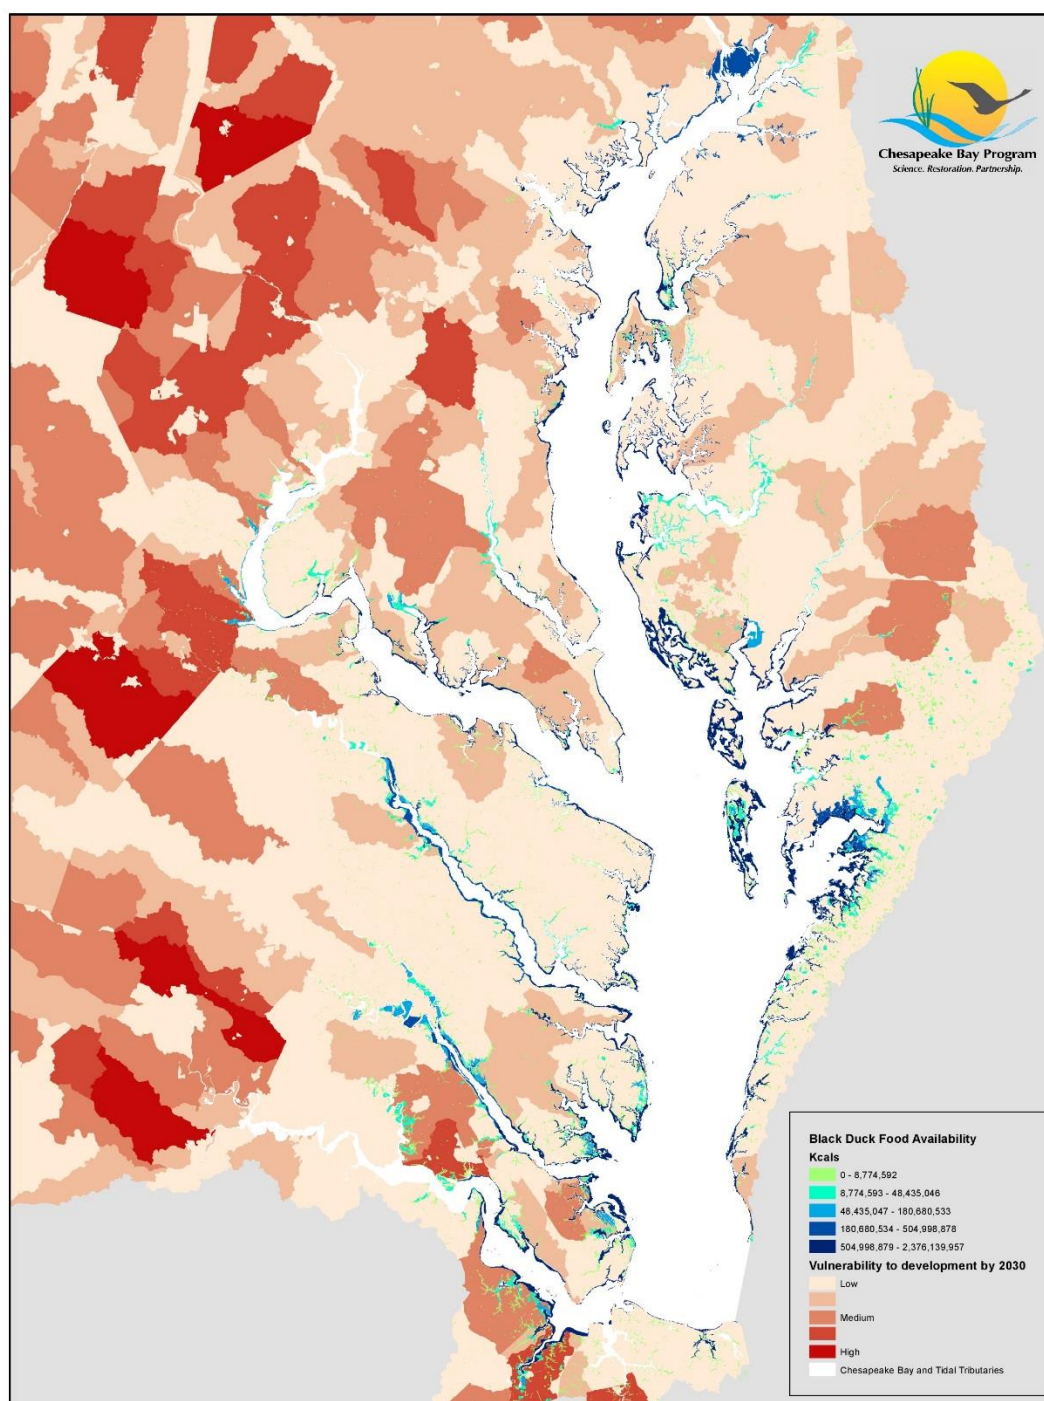 Chesapeake Bay Program
Science. Restoration. Partnership.
Black Duck Food Availability
Kcals
0 - 8,774,592
8,774,593 - 48,435,046
48,435,047 - 180,680,533
180,680,534 - 504,998,878
504,998,879 - 2,376,139,957
Vulnerability to development by 2030
Low
Medium
High
Chesapeake Bay and Tidal Tributaries